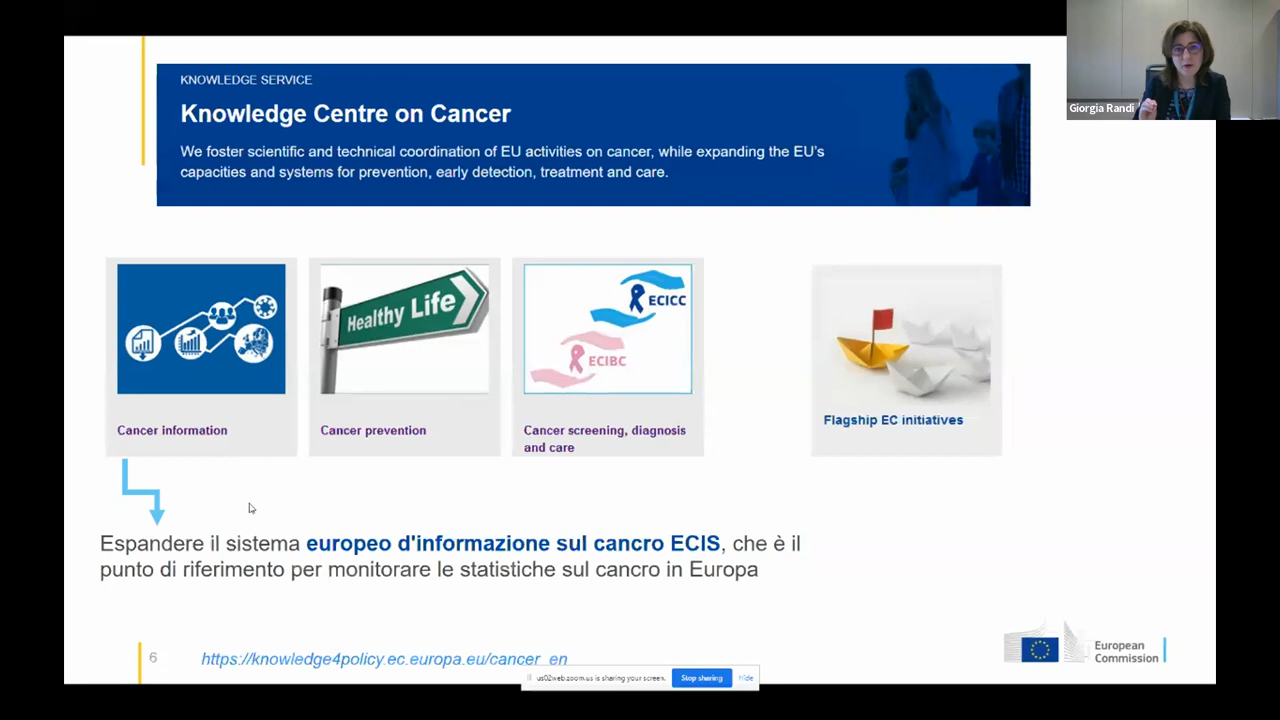 Giorgia Randi
KNOWLEDGE SERVICE
Knowledge Centre on Cancer
We foster scientific and technical coordination of EU activities on cancer, while expanding the EU's
capacities and systems for prevention, early detection, treatment and care.
Healthy Life
ECICC
ECIBC
Cancer information
Cancer prevention
Cancer screening, diagnosis
and care
Flagship EC initiatives
Espandere il sistema europeo d'informazione sul cancro ECIS, che è il
punto di riferimento per monitorare le statistiche sul cancro in Europa
6
https://knowledge4policy.ec.europa.eu/cancer_en
European
Commission
us02web.zoom.us is sharing your screen.
Stop sharing
Hide